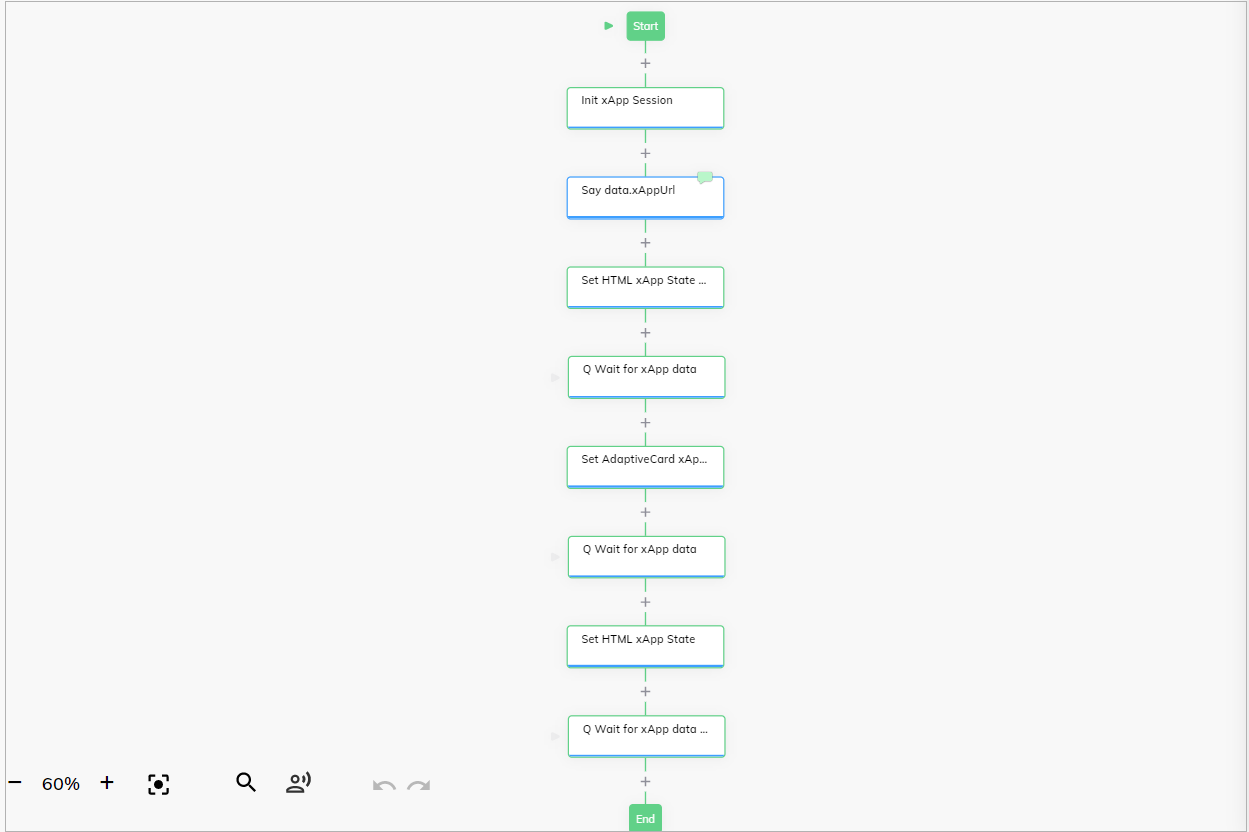 Start
+
Init xApp Session
+
Say data.xAppUrl
+
Set HTML xApp State ...
+
Q Wait for xApp data
+
Set AdaptiveCard xAp...
+
Q Wait for xApp data
+
Set HTML xApp State
+
Q Wait for xApp data ...
− 60% +
+
End